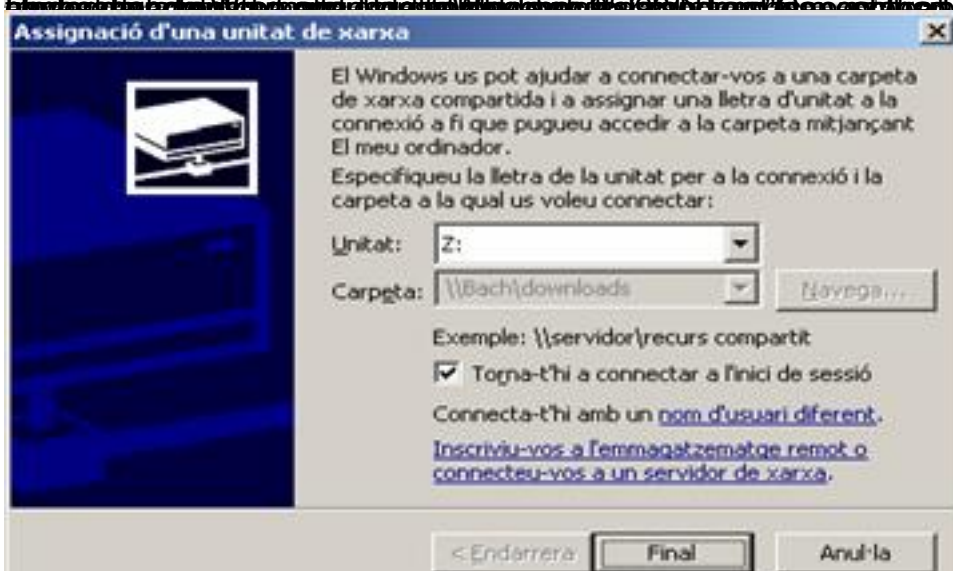 Assignació d'una unitat de xarxa
El Windows us pot ajudar a connectar-vos a una carpeta
de xarxa compartida i a assignar una lletra d'unitat a la
connexió a fi que pugueu accedir a la carpeta mitjançant
El meu ordinador.
Especifiqueu la lletra de la unitat per a la connexió i la
carpeta a la qual us voleu connectar:
Unitat: Z:
Carpeta: \\Bach\downloads Navega...
Exemple: \\servidor\recurs compartit
Torna-t'hi a connectar a l'inici de sessió
Connecta-t'hi amb un nom d'usuari diferent.
Inscriviu-vos a l'emmagatzematge remot o
connecteu-vos a un servidor de xarxa.
< Endarrera Final Anul·la